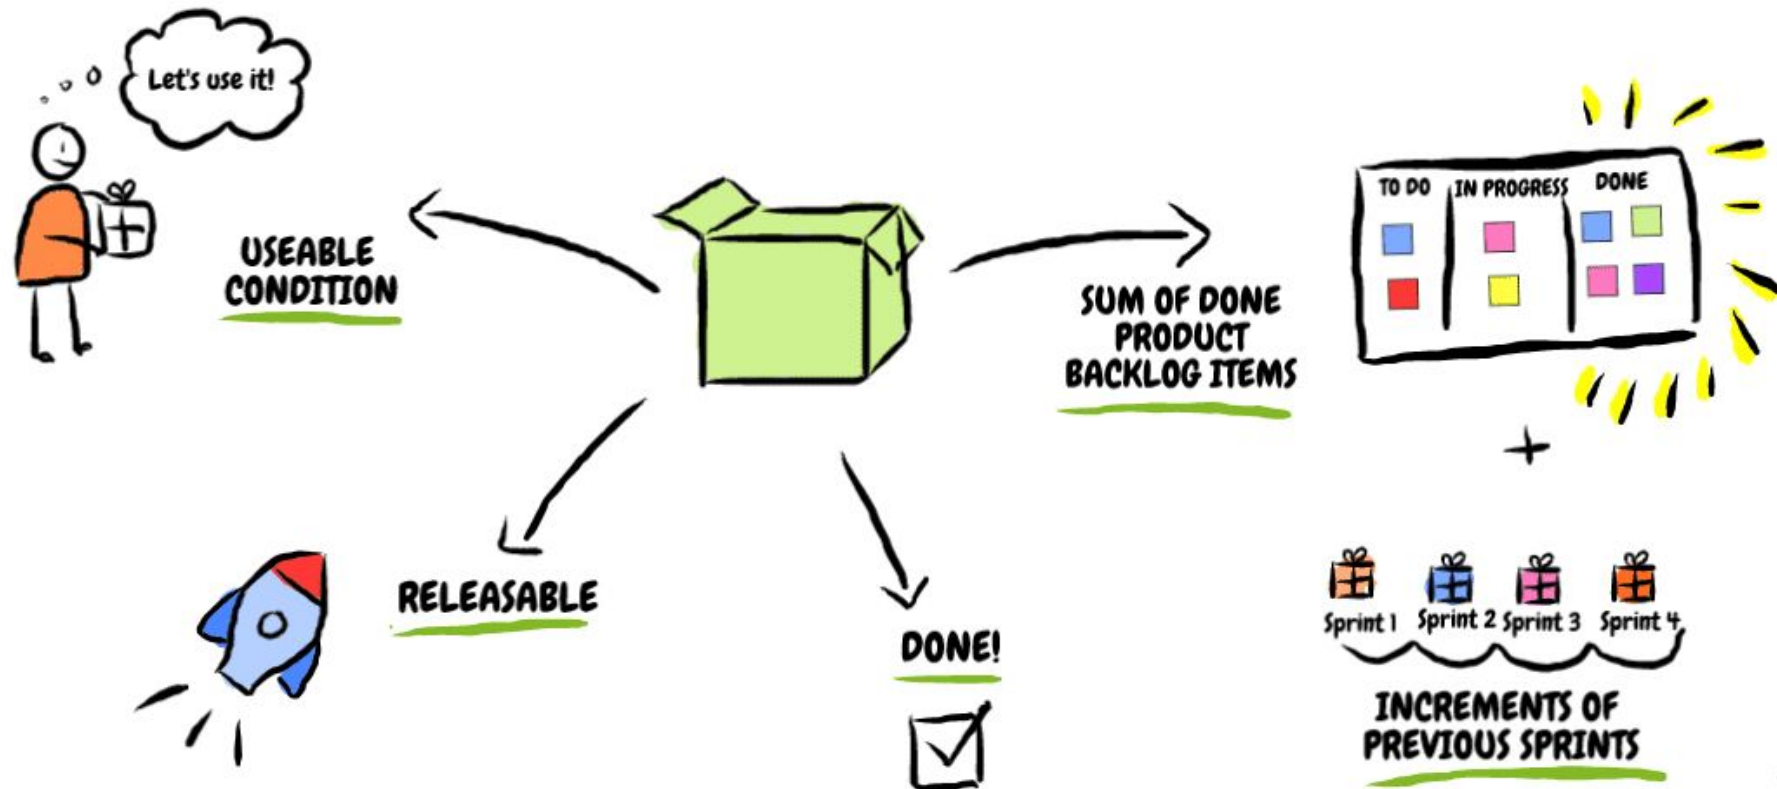 Let's use it!
USEABLE
CONDITION
SUM OF DONE
PRODUCT
BACKLOG ITEMS
TO DO
IN PROGRESS
DONE
+
RELEASABLE
DONE!
Sprint 1
Sprint 2
Sprint 3
Sprint 4
INCREMENTS OF
PREVIOUS SPRINTS